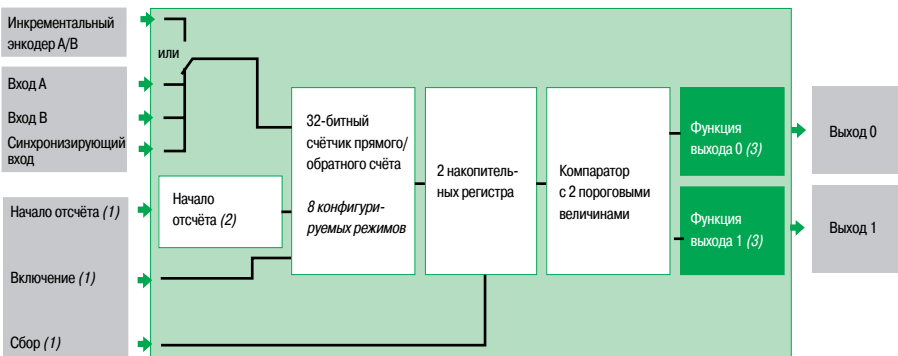 Инкрементальный
энкодер А/В
или
Вход А
Вход В
Синхронизирующий
вход
Начало отсчёта (1)
Включение (1)
Сбор (1)
Начало
отсчёта (2)
32-битный
счётчик прямого/
обратного счёта
8 конфигури-
руемых режимов
2 накопитель-
ных регистра
Компаратор
с 2 пороговыми
величинами
Функция
выхода 0 (3)
Функция
выхода 1 (3)
Выход 0
Выход 1